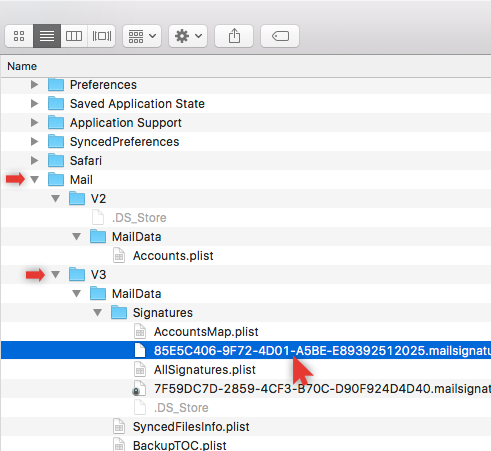 Name
Preferences
Saved Application State
Application Support
SyncedPreferences
Safari
Mail
V2
.DS_Store
MailData
Accounts.plist
V3
MailData
Signatures
AccountsMap.plist
85E5C406-9F72-4D01-A5BE-E89392512025.mailsignatu
AllSignatures.plist
7F59DC7D-2859-4CF3-B70C-D90F924D4D40.mailsigna
.DS_Store
SyncedFilesInfo.plist
BackupTOC.plist